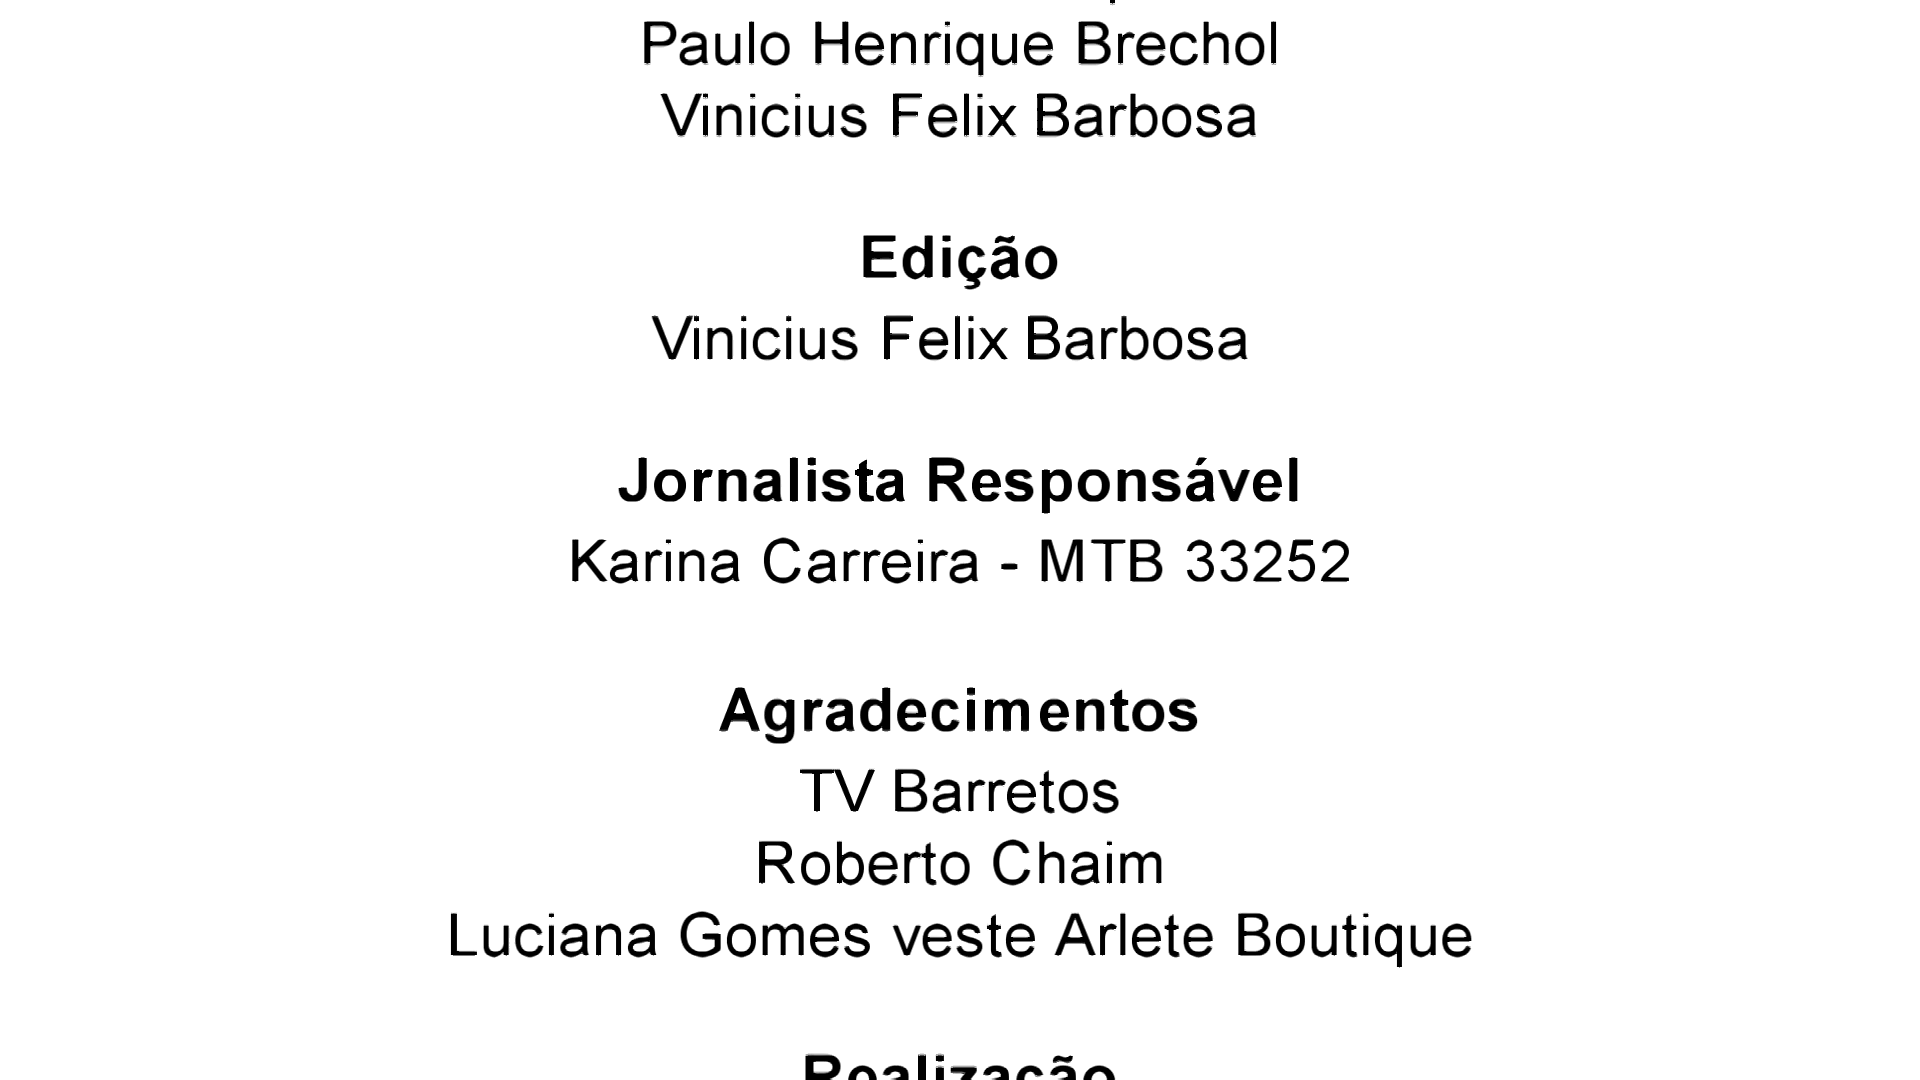 Paulo Henrique Brechol
Vinicius Felix Barbosa
Edição
Vinicius Felix Barbosa
Jornalista Responsável
Karina Carreira - MTB 33252
Agradecimentos
TV Barretos
Roberto Chaim
Luciana Gomes veste Arlete Boutique
Realização